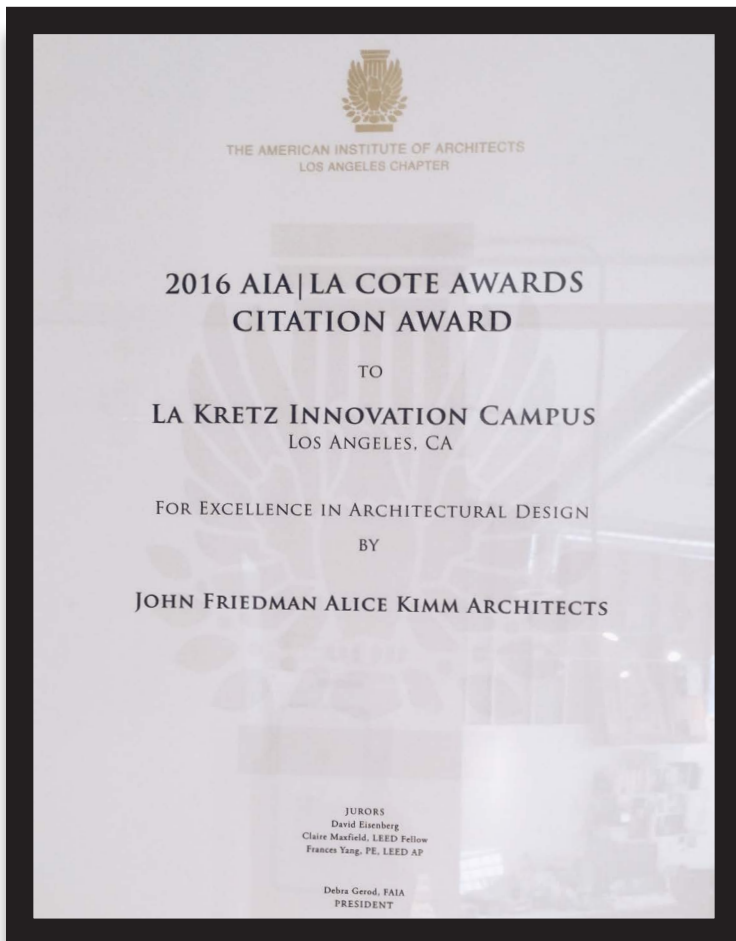 THE AMERICAN INSTITUTE OF ARCHITECTS
LOS ANGELES CHAPTER
2016 AIA|LA COTE AWARDS
CITATION AWARD
TO
LA KRETZ INNOVATION CAMPUS
LOS ANGELES, CA
FOR EXCELLENCE IN ARCHITECTURAL DESIGN
BY
JOHN FRIEDMAN ALICE KIMM ARCHITECTS
JURORS
David Eisenberg
Claire Maxfield, LEED Fellow
Frances Yang, PE, LEED AP
Debra Gerod, FAIA
PRESIDENT